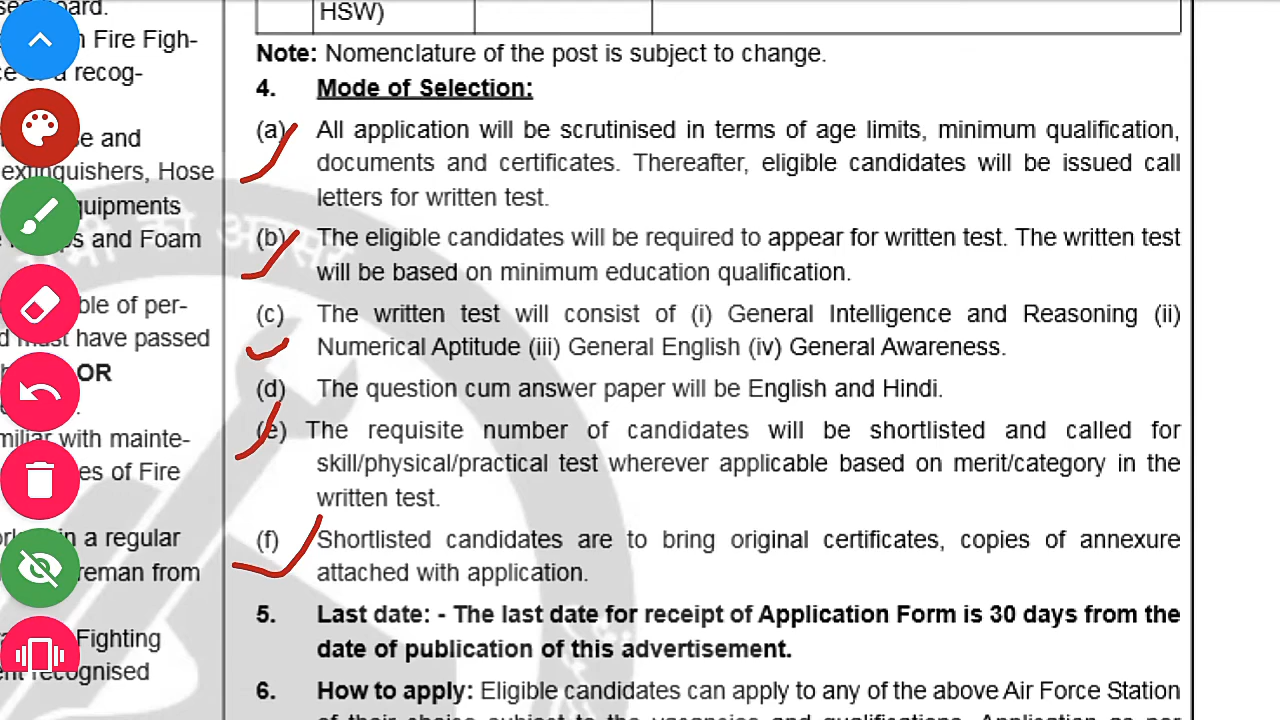 HSW)
Note: Nomenclature of the post is subject to change.
4. Mode of Selection:
(a) All application will be scrutinised in terms of age limits, minimum qualification,
documents and certificates. Thereafter, eligible candidates will be issued call
letters for written test.
(b) The eligible candidates will be required to appear for written test. The written test
will be based on minimum education qualification.
(c) The written test will consist of (i) General Intelligence and Reasoning (ii)
Numerical Aptitude (iii) General English (iv) General Awareness.
(d) The question cum answer paper will be English and Hindi.
(e) The requisite number of candidates will be shortlisted and called for
skill/physical/practical test wherever applicable based on merit/category in the
written test.
(f) Shortlisted candidates are to bring original certificates, copies of annexure
attached with application.
5. Last date: - The last date for receipt of Application Form is 30 days from the
date of publication of this advertisement.
6. How to apply: Eligible candidates can apply to any of the above Air Force Station
Fire Figh-
a recog-
and
extinguishers, Hose
and Foam
of per-
must have passed
OR
with mainte-
of Fire
in a regular
from
Fighting
recognised